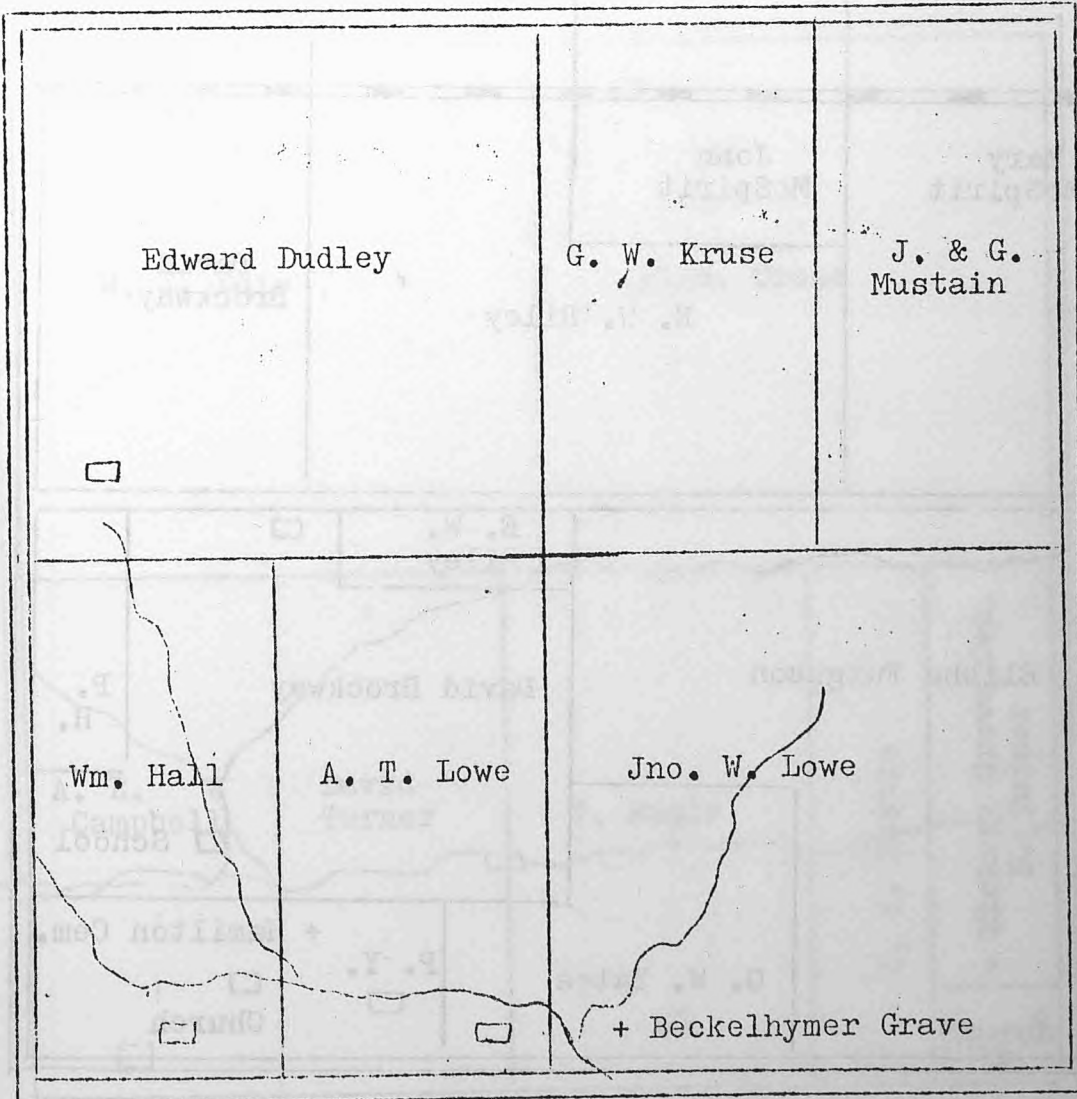 Edward Dudley
G. W. Kruse
J. & G.
Mustain
Wm. Hall
A. T. Lowe
Jno. W. Lowe
+ Beckelhymer Grave